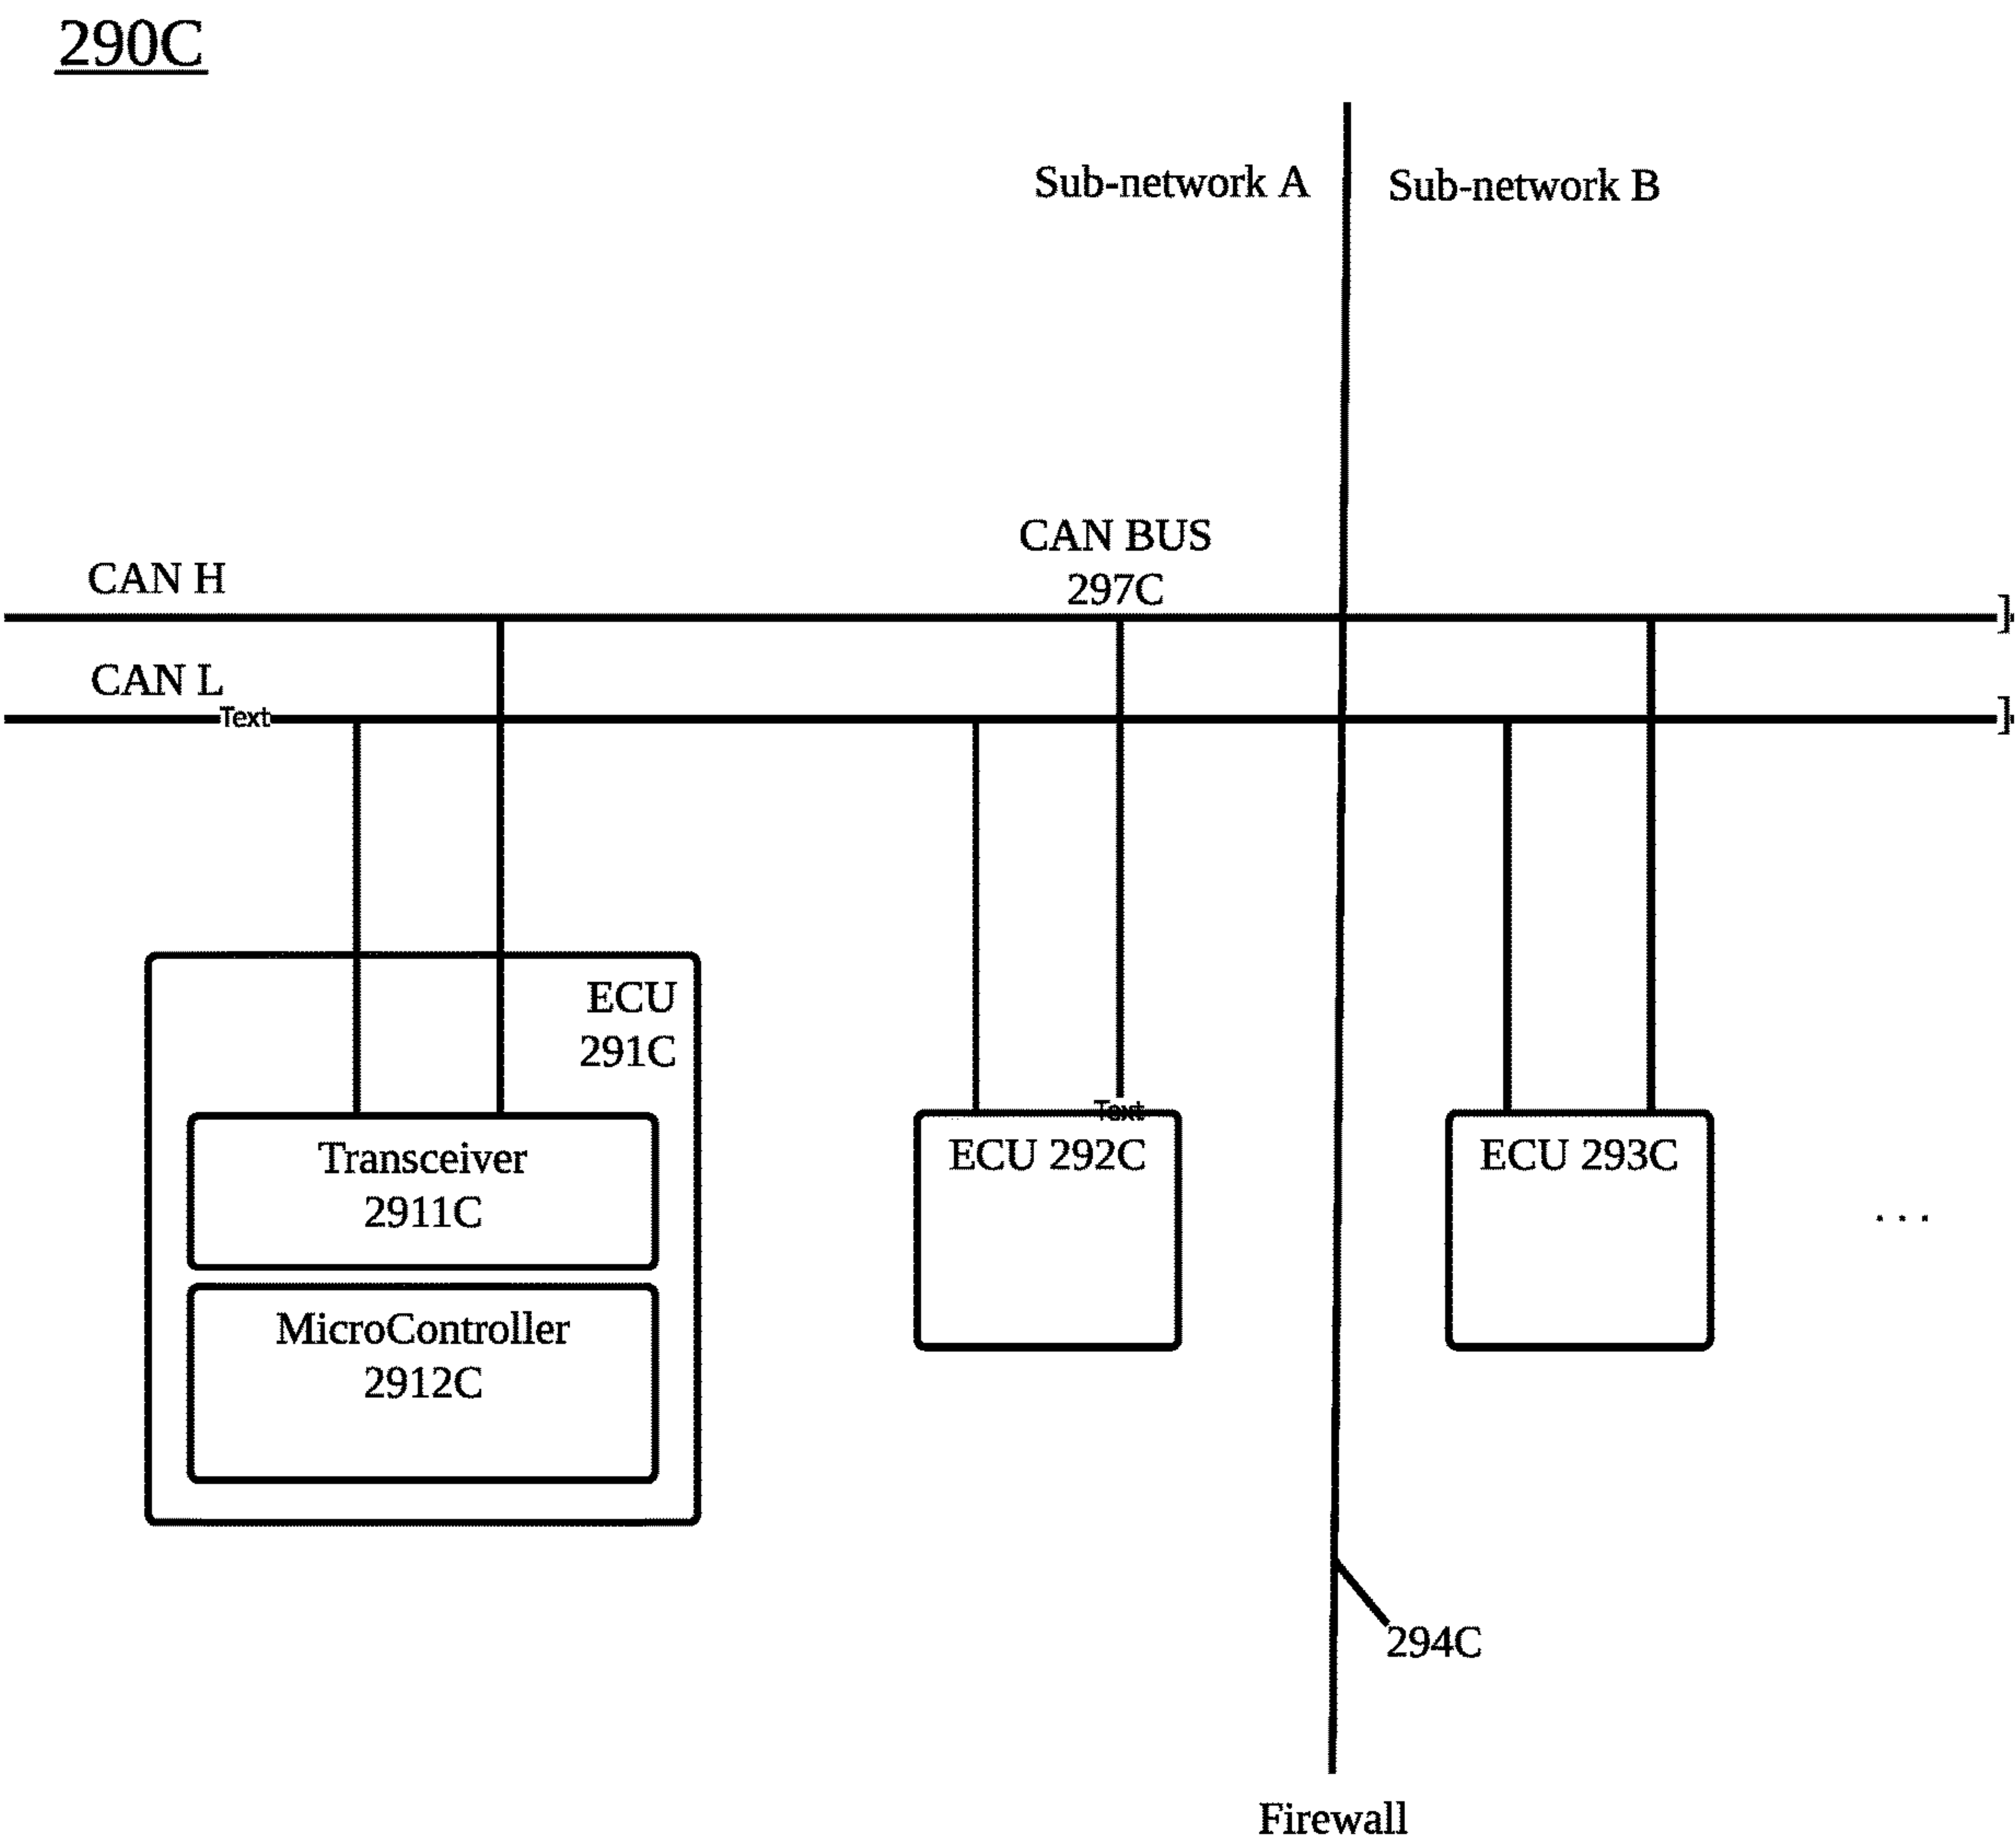 290C
Sub-network A
Sub-network B
CAN BUS
297C
CAN H
CAN L
Text
ECU
291C
Transceiver
2911C
MicroController
2912C
Text
ECU 292C
ECU 293C
. . .
294C
Firewall